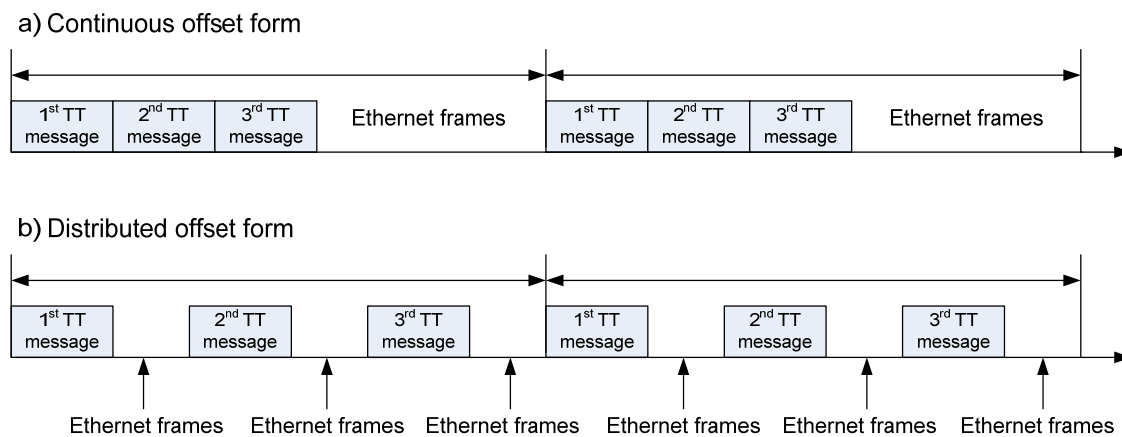 a) Continuous offset form
1st TT message
2nd TT message
3rd TT message
Ethernet frames
1st TT message
2nd TT message
3rd TT message
Ethernet frames
b) Distributed offset form
1st TT message
2nd TT message
3rd TT message
1st TT message
2nd TT message
3rd TT message
Ethernet frames
Ethernet frames
Ethernet frames
Ethernet frames
Ethernet frames
Ethernet frames